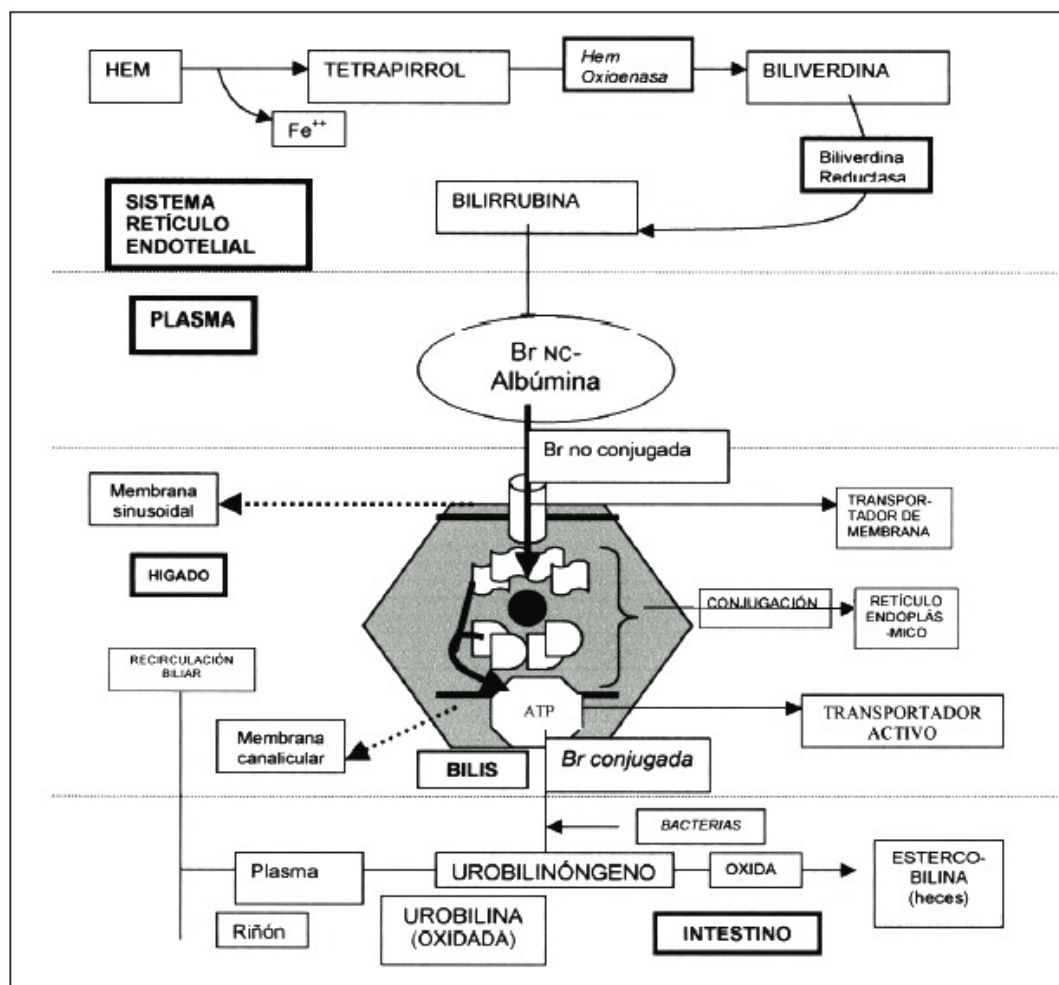 HEM
TETRAPIRROL
Hem
Oxigenasa
BILIVERDINA
Fe++
Biliverdina
Reductasa
SISTEMA
RETÍCULO
ENDOTELIAL
BILIRRUBINA
PLASMA
Br NC-
Albúmina
Br no conjugada
Membrana
sinusoidal
TRANSPOR-
TADOR DE
MEMBRANA
HIGADO
CONJUGACIÓN
RETÍCULO
ENDOPLÁS
-MICO
RECIRCULACIÓN
BILIAR
ATP
TRANSPORTADOR
ACTIVO
Membrana
canalicular
BILIS
Br conjugada
BACTERIAS
Plasma
UROBILINÓNGENO
OXIDA
ESTERCO-
BILINA
(heces)
Riñón
UROBILINA
(OXIDADA)
INTESTINO